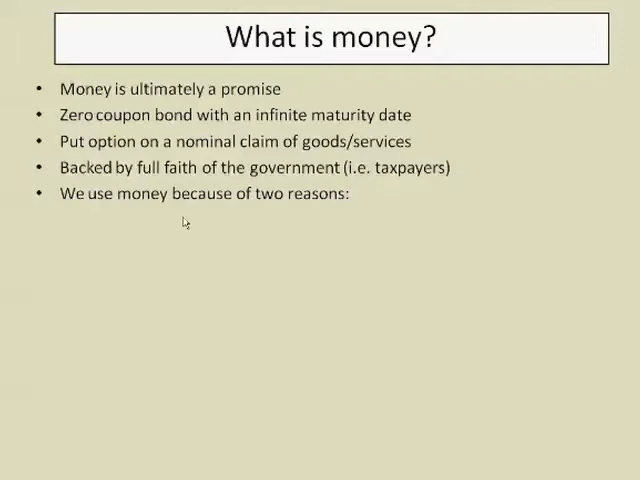 What is money?
• Money is ultimately a promise
• Zero coupon bond with an infinite maturity date
• Put option on a nominal claim of goods/services
• Backed by full faith of the government (i.e. taxpayers)
• We use money because of two reasons: